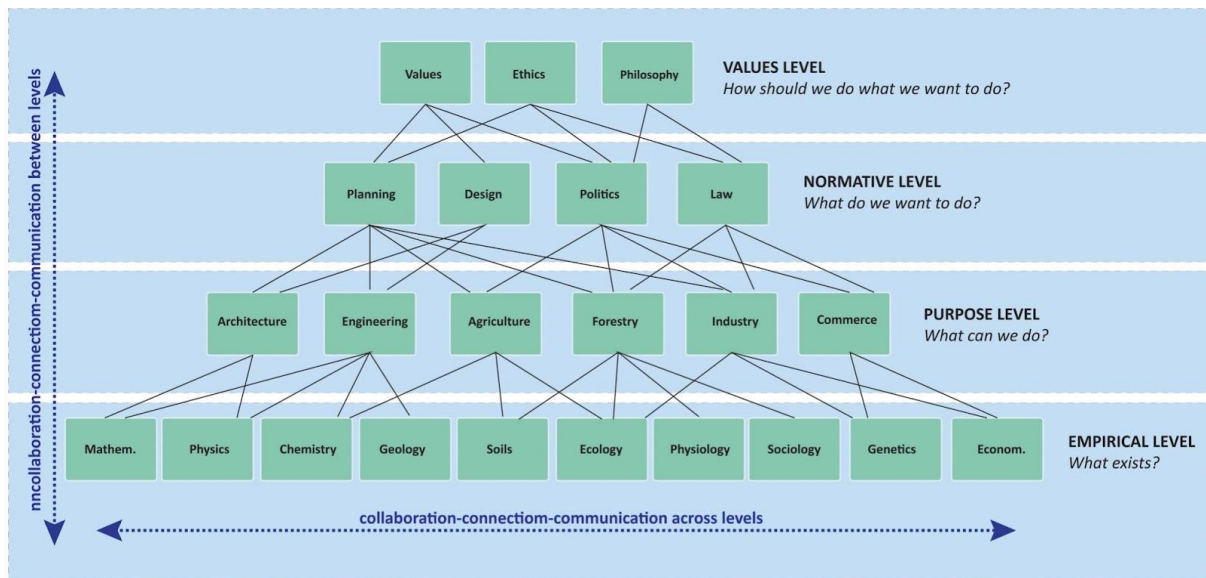 Values
Ethics
Philosophy
VALUES LEVEL
How should we do what we want to do?
Planning
Design
Politics
Law
NORMATIVE LEVEL
What do we want to do?
Architecture
Engineering
Agriculture
Forestry
Industry
Commerce
PURPOSE LEVEL
What can we do?
Mathem.
Physics
Chemistry
Geology
Soils
Ecology
Physiology
Sociology
Genetics
Econom.
EMPIRICAL LEVEL
What exists?
nncollaboration-connectiom-communication between levels
collaboration-connectiom-communication across levels